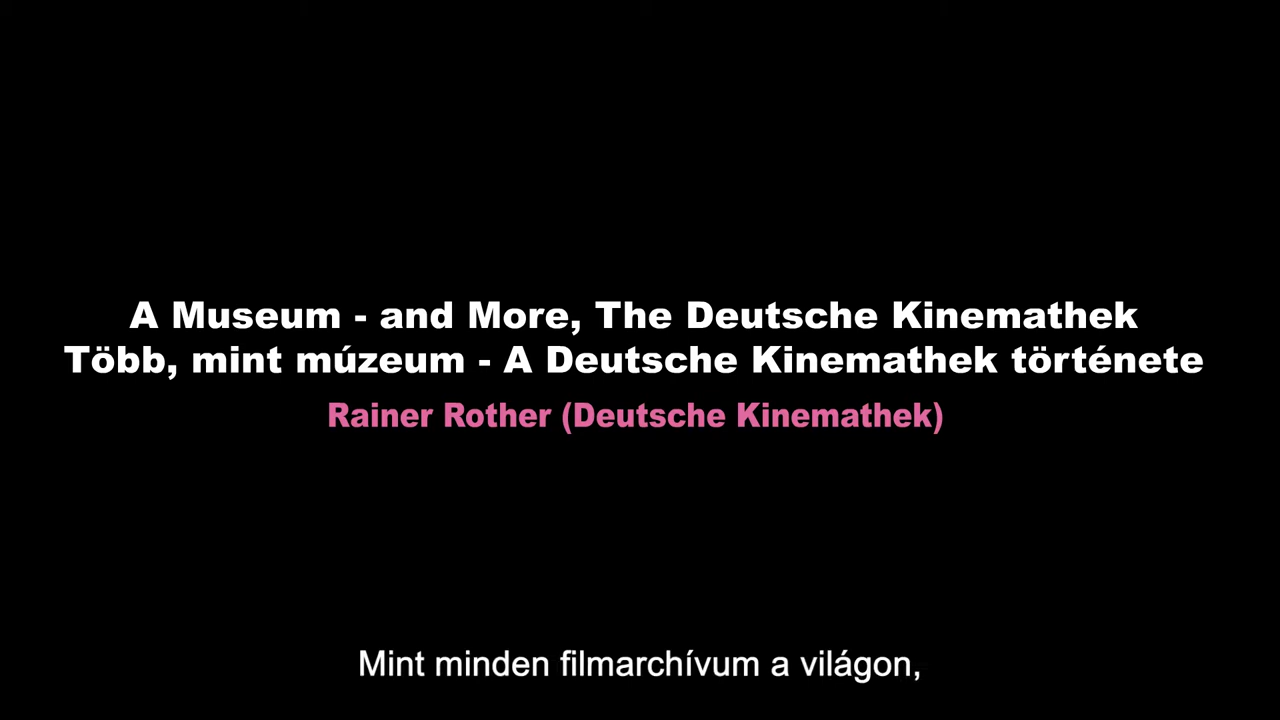 A Museum - and More, The Deutsche Kinemathek
Több, mint múzeum - A Deutsche Kinemathek története
Rainer Rother (Deutsche Kinemathek)
Mint minden filmarchívum a világon,